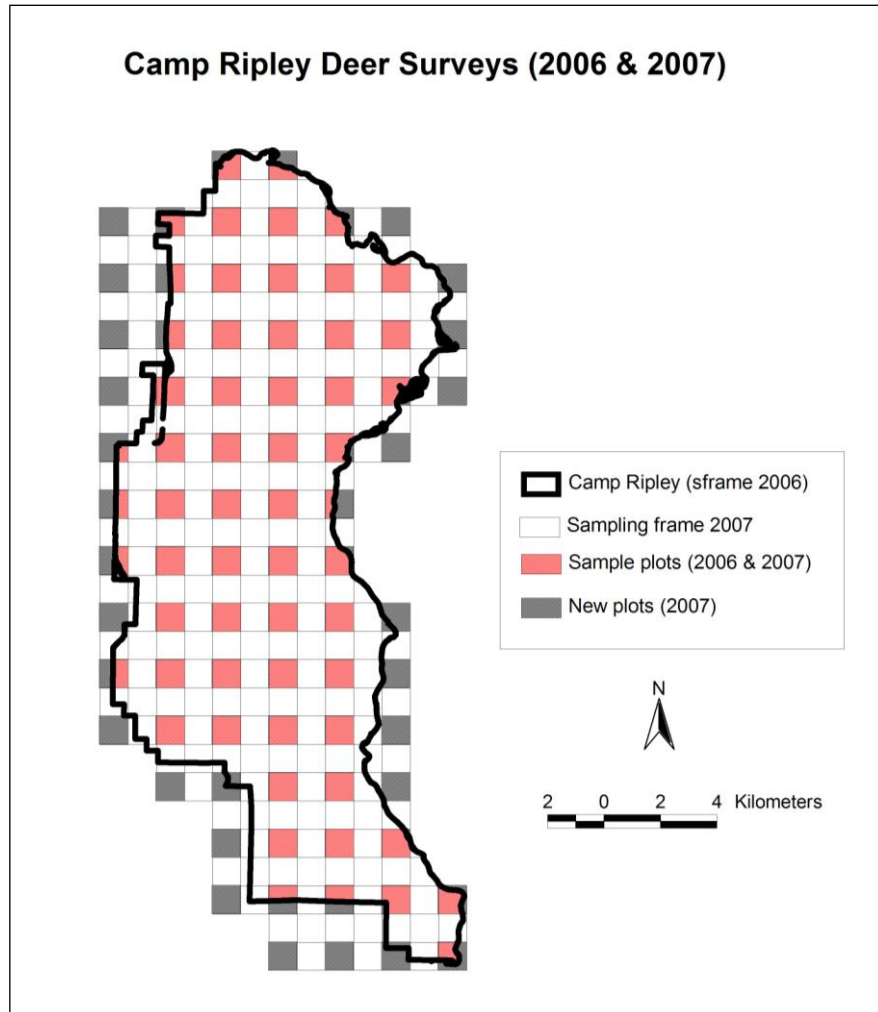 Camp Ripley Deer Surveys (2006 & 2007)
Camp Ripley (sframe 2006)
Sampling frame 2007
Sample plots (2006 & 2007)
New plots (2007)
N
2 0 2 4 Kilometers